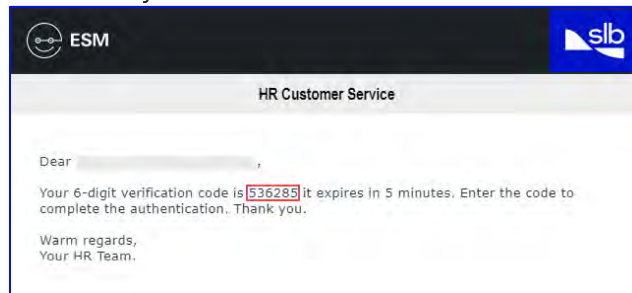 ESM
slb
HR Customer Service
Dear ,
Your 6-digit verification code is 536285 it expires in 5 minutes. Enter the code to
complete the authentication. Thank you.
Warm regards,
Your HR Team.